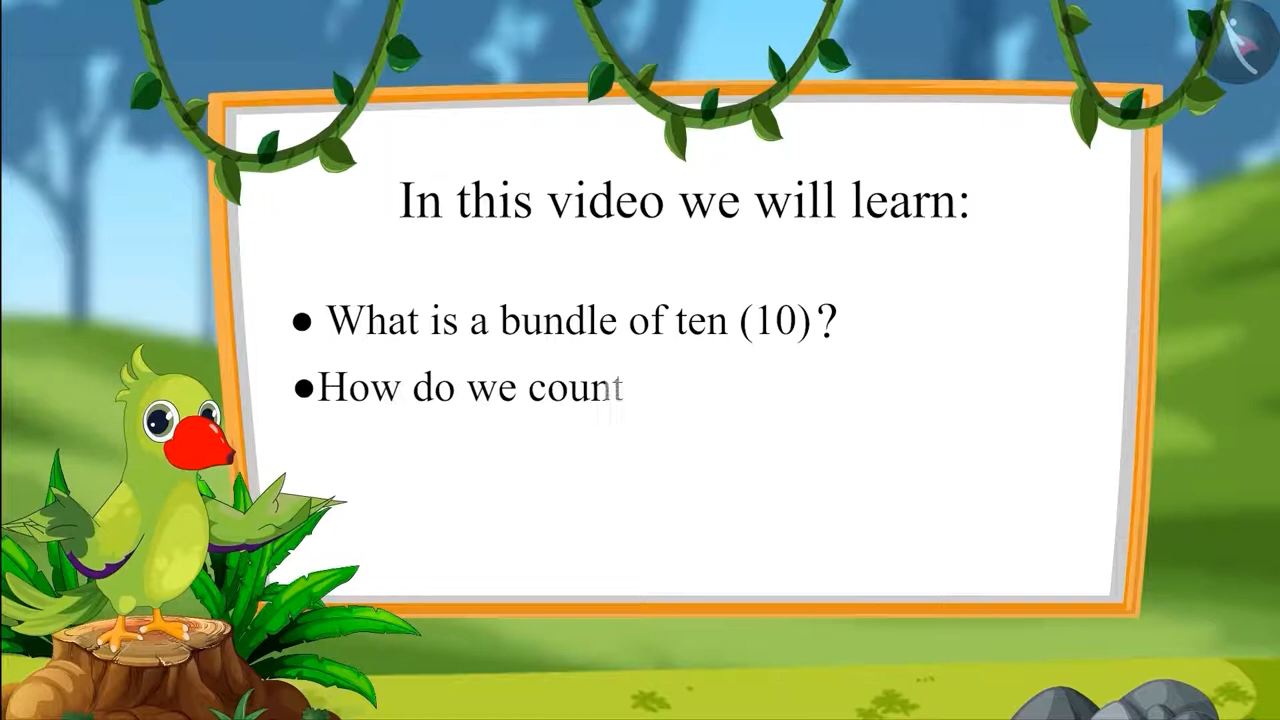 In this video we will learn:
● What is a bundle of ten (10)?
●How do we count